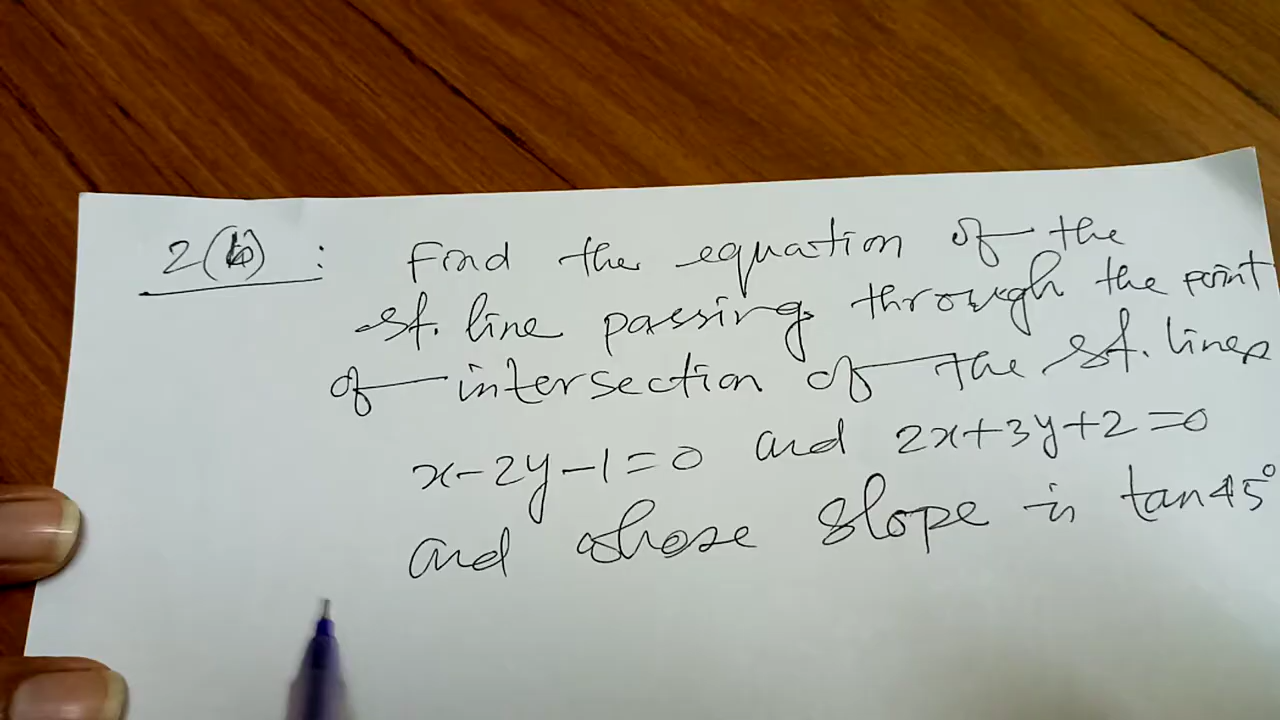 2(b) : Find the equation of the
st. line passing through the point
of intersection of the st. lines
x-2y-1=0 and 2x+3y+2=0
and whose slope is tan45°